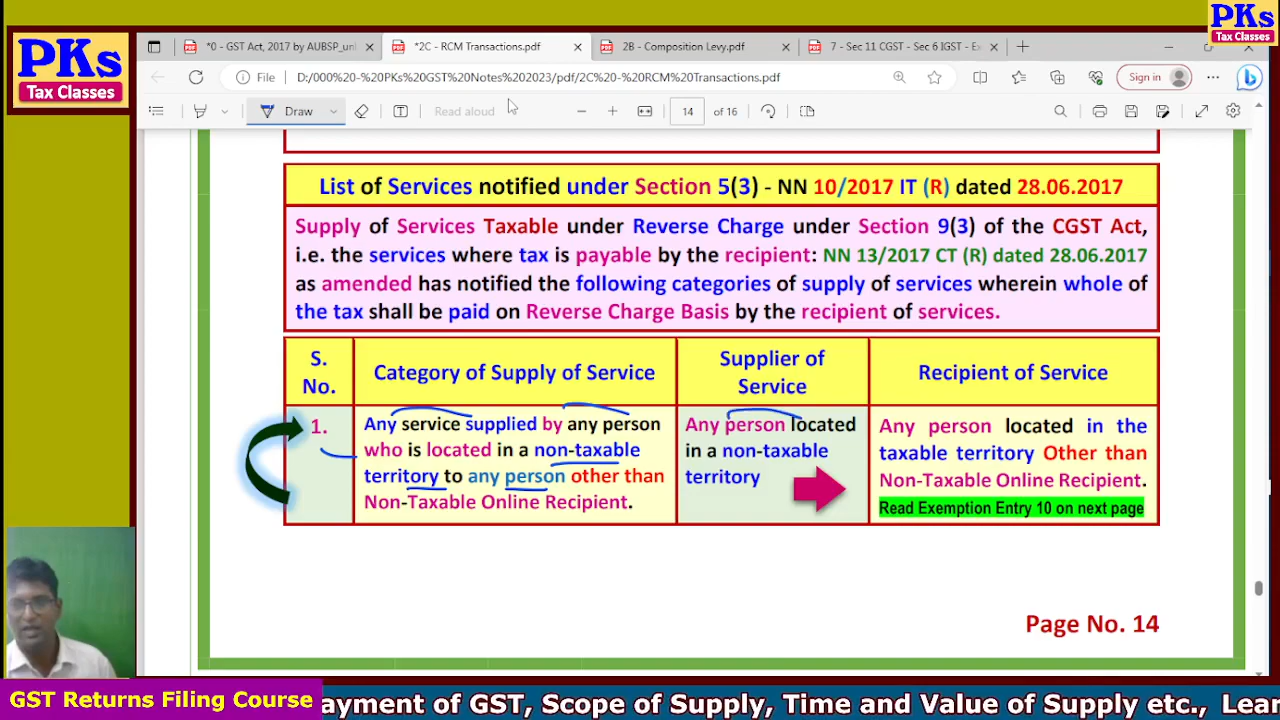 PKs
Tax Classes
*0 - GST Act, 2017 by AUBSP_un
*2C - RCM Transactions.pdf
2B - Composition Levy.pdf
7 - Sec 11 CGST - Sec 6 IGST - Ex
PKs
Tax Classes
File
D:/000%20-%20PKs%20GST%20Notes%202023/pdf/2C%20-%20RCM%20Transactions.pdf
Sign in
Draw
Read aloud
14 of 16
List of Services notified under Section 5(3) - NN 10/2017 IT (R) dated 28.06.2017
Supply of Services Taxable under Reverse Charge under Section 9(3) of the CGST Act,
i.e. the services where tax is payable by the recipient: NN 13/2017 CT (R) dated 28.06.2017
as amended has notified the following categories of supply of services wherein whole of
the tax shall be paid on Reverse Charge Basis by the recipient of services.
S.
No.
Category of Supply of Service
Supplier of
Service
Recipient of Service
1.
Any service supplied by any person
who is located in a non-taxable
territory to any person other than
Non-Taxable Online Recipient.
Any person located
in a non-taxable
territory
Any person located in the
taxable territory Other than
Non-Taxable Online Recipient.
Read Exemption Entry 10 on next page
Page No. 14
GST Returns Filing Course
ayment of GST, Scope of Supply, Time and Value of Supply etc., Lear